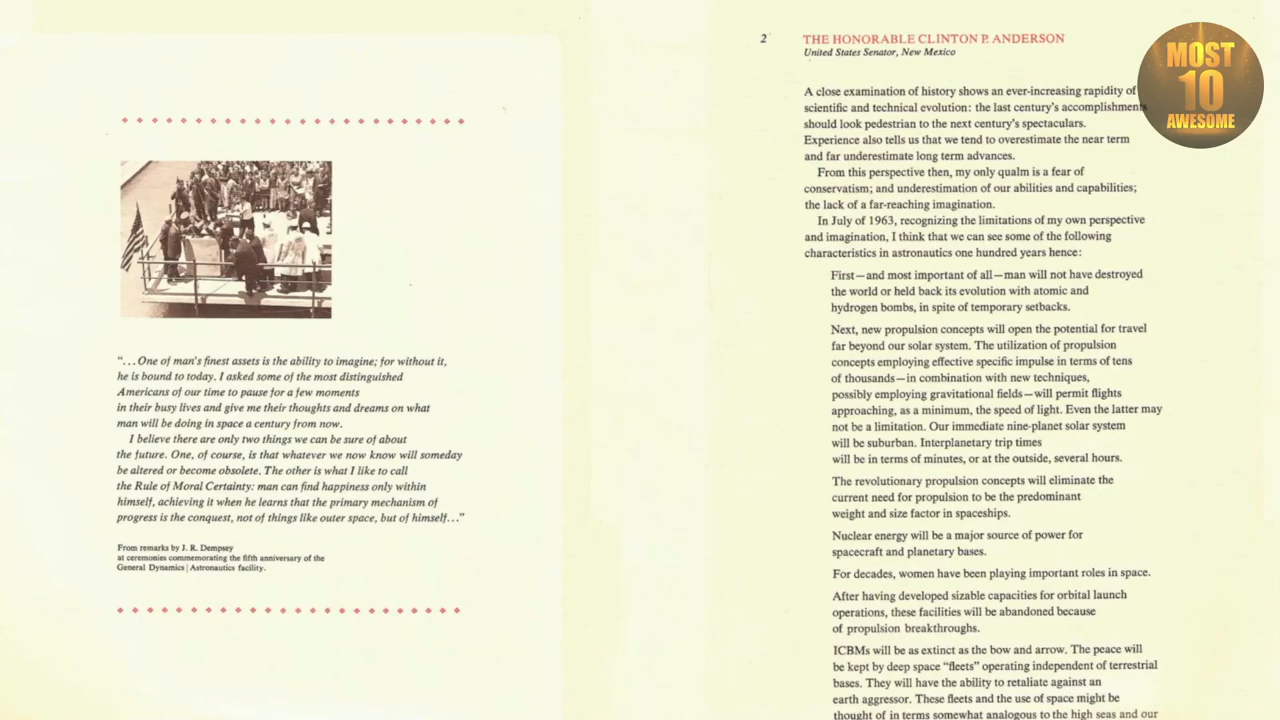 "...One of man's finest assets is the ability to imagine; for without it,
he is bound to today. I asked some of the most distinguished
Americans of our time to pause for a few moments
in their busy lives and give me their thoughts and dreams on what
man will be doing in space a century from now.
I believe there are only two things we can be sure of about
the future. One, of course, is that whatever we now know will someday
be altered or become obsolete. The other is what I like to call
the Rule of Moral Certainty: man can find happiness only within
himself, achieving it when he learns that the primary mechanism of
progress is the conquest, not of things like outer space, but of himself..."
From remarks by J. R. Dempsey
at ceremonies commemorating the fifth anniversary of the
General Dynamics | Astronautics facility.
2 THE HONORABLE CLINTON P. ANDERSON
United States Senator, New Mexico
A close examination of history shows an ever-increasing rapidity of
scientific and technical evolution: the last century's accomplishments
should look pedestrian to the next century's spectaculars.
Experience also tells us that we tend to overestimate the near term
and far underestimate long term advances.
From this perspective then, my only qualm is a fear of
conservatism; and underestimation of our abilities and capabilities;
the lack of a far-reaching imagination.
In July of 1963, recognizing the limitations of my own perspective
and imagination, I think that we can see some of the following
characteristics in astronautics one hundred years hence:
First—and most important of all—man will not have destroyed
the world or held back its evolution with atomic and
hydrogen bombs, in spite of temporary setbacks.
Next, new propulsion concepts will open the potential for travel
far beyond our solar system. The utilization of propulsion
concepts employing effective specific impulse in terms of tens
of thousands—in combination with new techniques,
possibly employing gravitational fields—will permit flights
approaching, as a minimum, the speed of light. Even the latter may
not be a limitation. Our immediate nine-planet solar system
will be suburban. Interplanetary trip times
will be in terms of minutes, or at the outside, several hours.
The revolutionary propulsion concepts will eliminate the
current need for propulsion to be the predominant
weight and size factor in spaceships.
Nuclear energy will be a major source of power for
spacecraft and planetary bases.
For decades, women have been playing important roles in space.
After having developed sizable capacities for orbital launch
operations, these facilities will be abandoned because
of propulsion breakthroughs.
ICBMs will be as extinct as the bow and arrow. The peace will
be kept by deep space "fleets" operating independent of terrestrial
bases. They will have the ability to retaliate against an
earth aggressor. These fleets and the use of space might be
thought of in terms somewhat analogous to the high seas and our
MOST
10
AWESOME